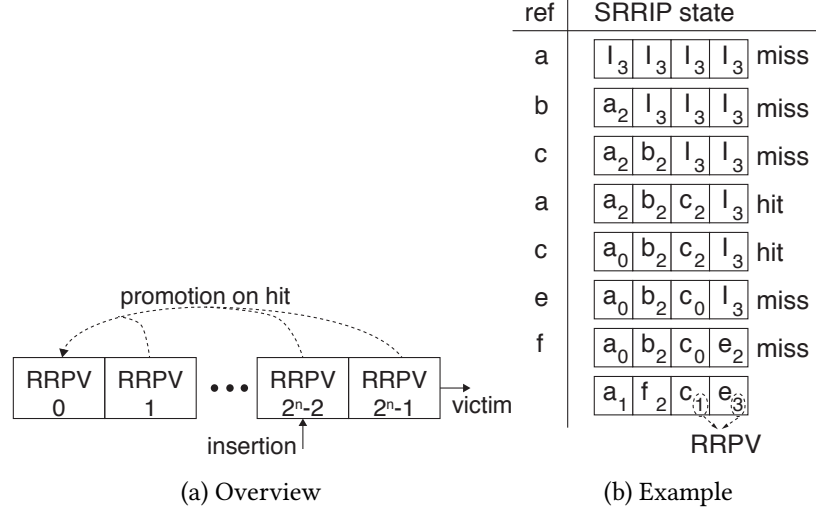 ref SRRIP state
a I3 I3 I3 I3 miss
b a2 I3 I3 I3 miss
c a2 b2 I3 I3 miss
a a2 b2 c2 I3 hit
c a0 b2 c2 I3 hit
e a0 b2 c0 I3 miss
f a0 b2 c0 e2 miss
a1 f2 c1 e3
RRPV
promotion on hit
RRPV 0 RRPV 1 ••• RRPV 2ⁿ-2 RRPV 2ⁿ-1
victim
insertion
(a) Overview
(b) Example